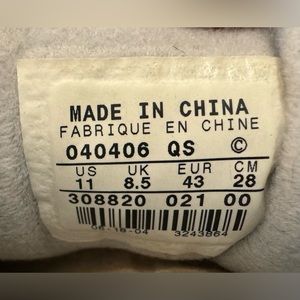 MADE IN CHINA
FABRIQUE EN CHINE
040406 QS ©
US UK EUR CM
11 8.5 43 28
308820 021 00
3243864